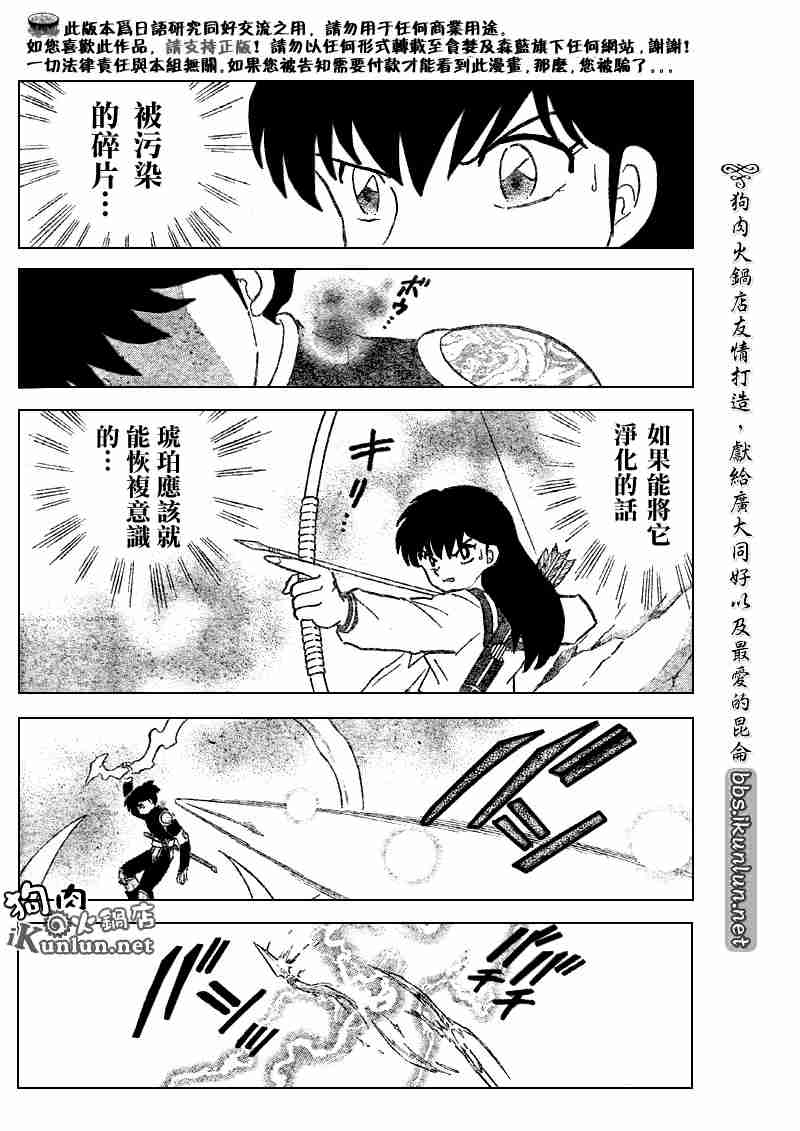 此版本爲日語研究同好交流之用，請勿用于任何商業用途。
如您喜歡此作品，請支持正版！請勿以任何形式轉載至貪婪及森藍旗下任何網站，謝謝！
一切法律責任與本組無關，如果您被告知需要付款才能看到此漫畫，那麼，您被騙了。。。
被污染
的碎片…
ボゥ…
如果能將它
淨化的話
琥珀應該就
能恢複意識
的…
キッ…
バチ
チチ
狗肉火鍋店友情打造，獻給廣大同好以及最愛的昆侖
bbs.ikunlun.net
狗肉
火鍋店
iKunlun.net